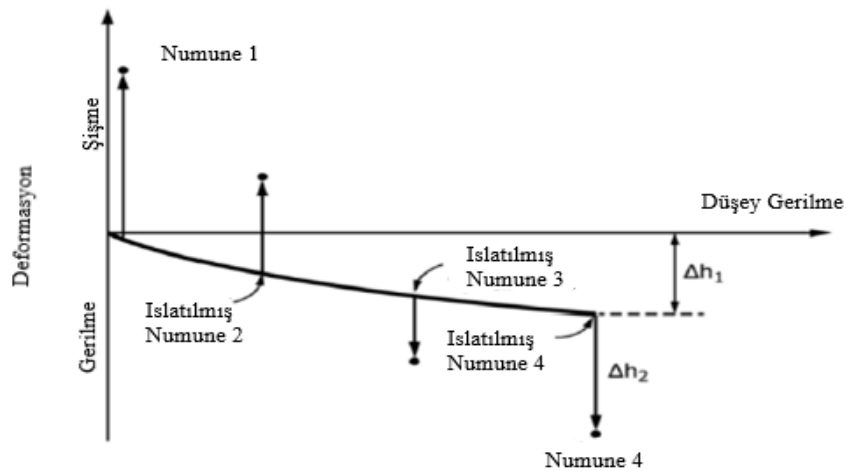 Numune 1
Şişme
Düşey Gerilme
Deformasyon
Islatılmış
Numune 3
Δh₁
Islatılmış
Numune 2
Gerilme
Islatılmış
Numune 4
Δh₂
Numune 4